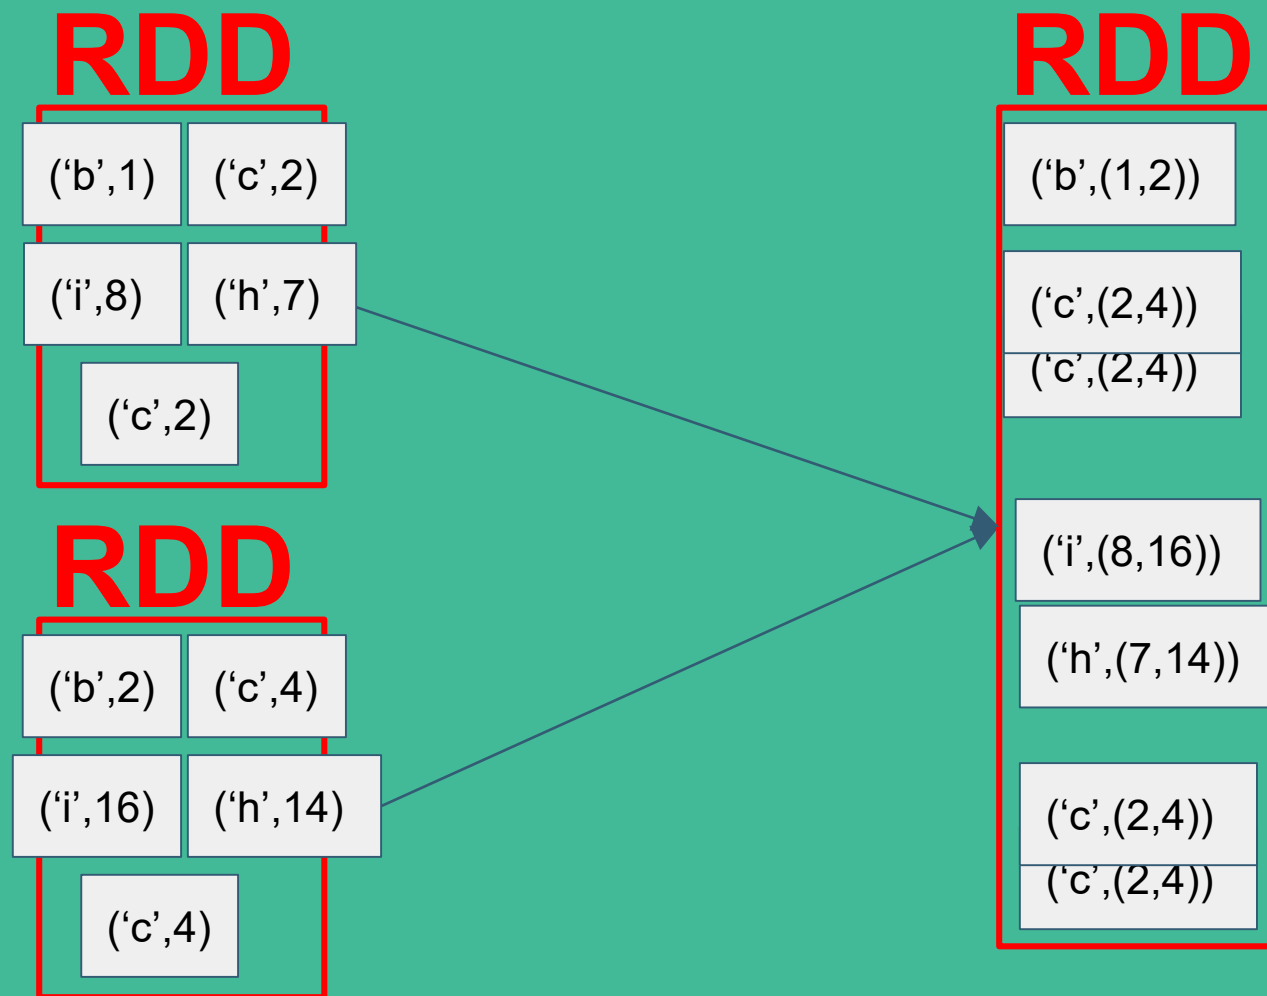 RDD
(‘b’,1) (‘c’,2)
(‘i’,8) (‘h’,7)
(‘c’,2)
RDD
(‘b’,2) (‘c’,4)
(‘i’,16) (‘h’,14)
(‘c’,4)
RDD
(‘b’,(1,2))
(‘c’,(2,4))
(‘c’,(2,4))
(‘i’,(8,16))
(‘h’,(7,14))
(‘c’,(2,4))
(‘c’,(2,4))